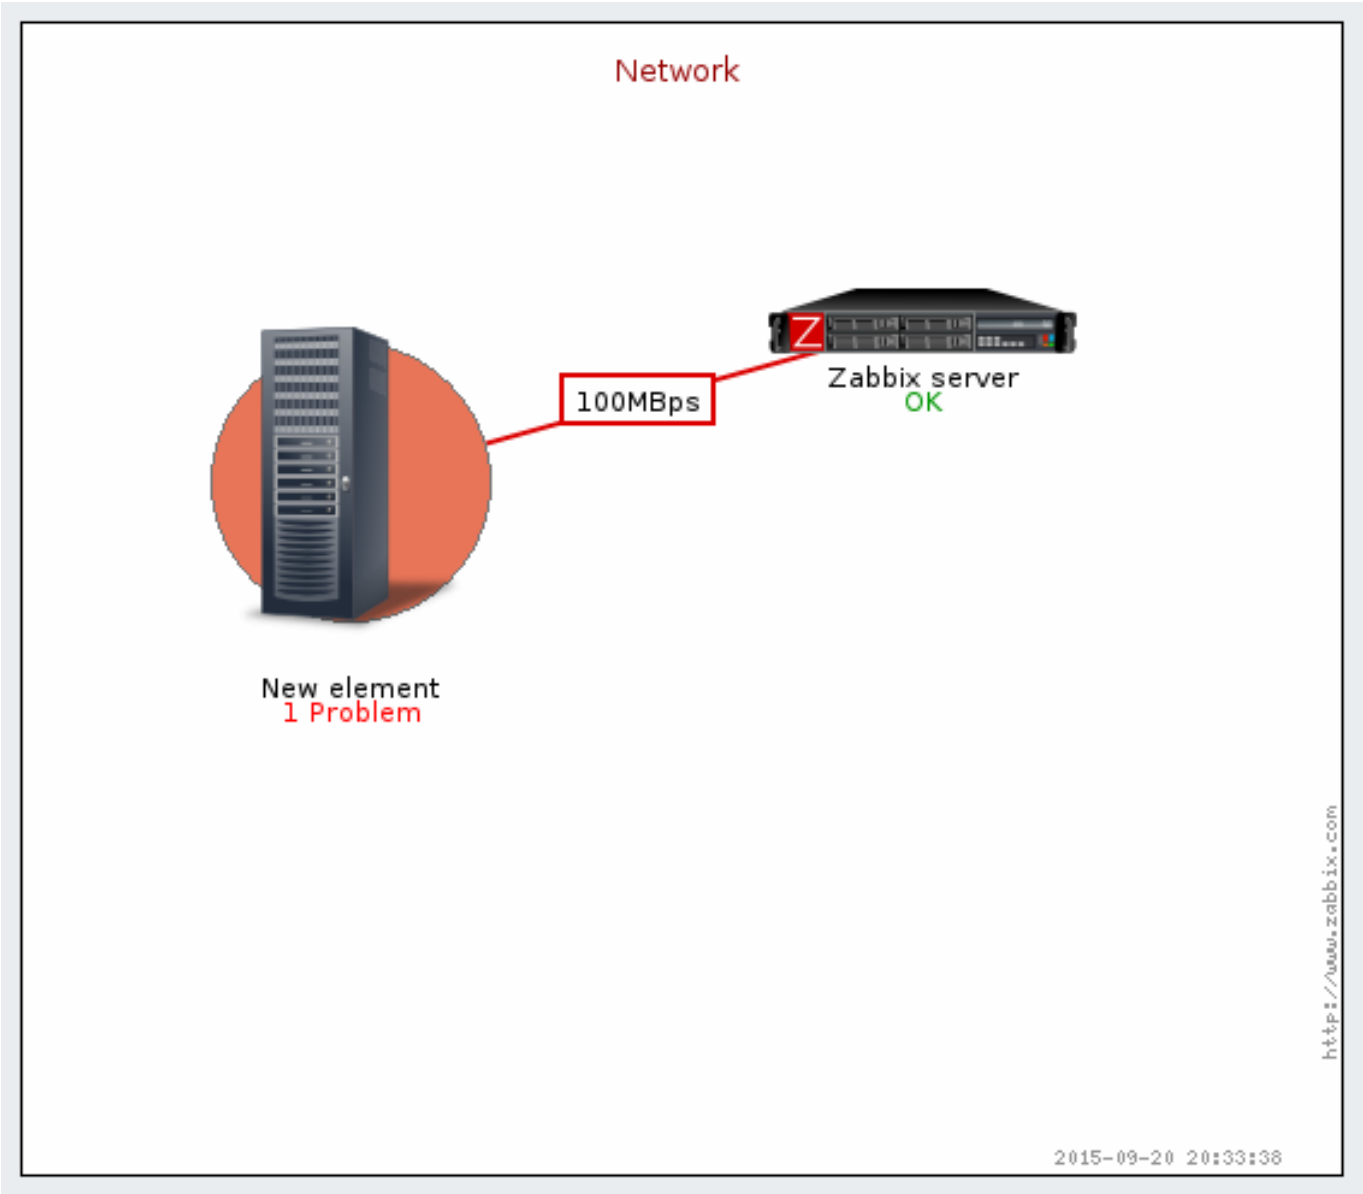 Network
Z
Zabbix server
OK
100MBps
New element
1 Problem
http://www.zabbix.com
2015-09-20 20:33:38